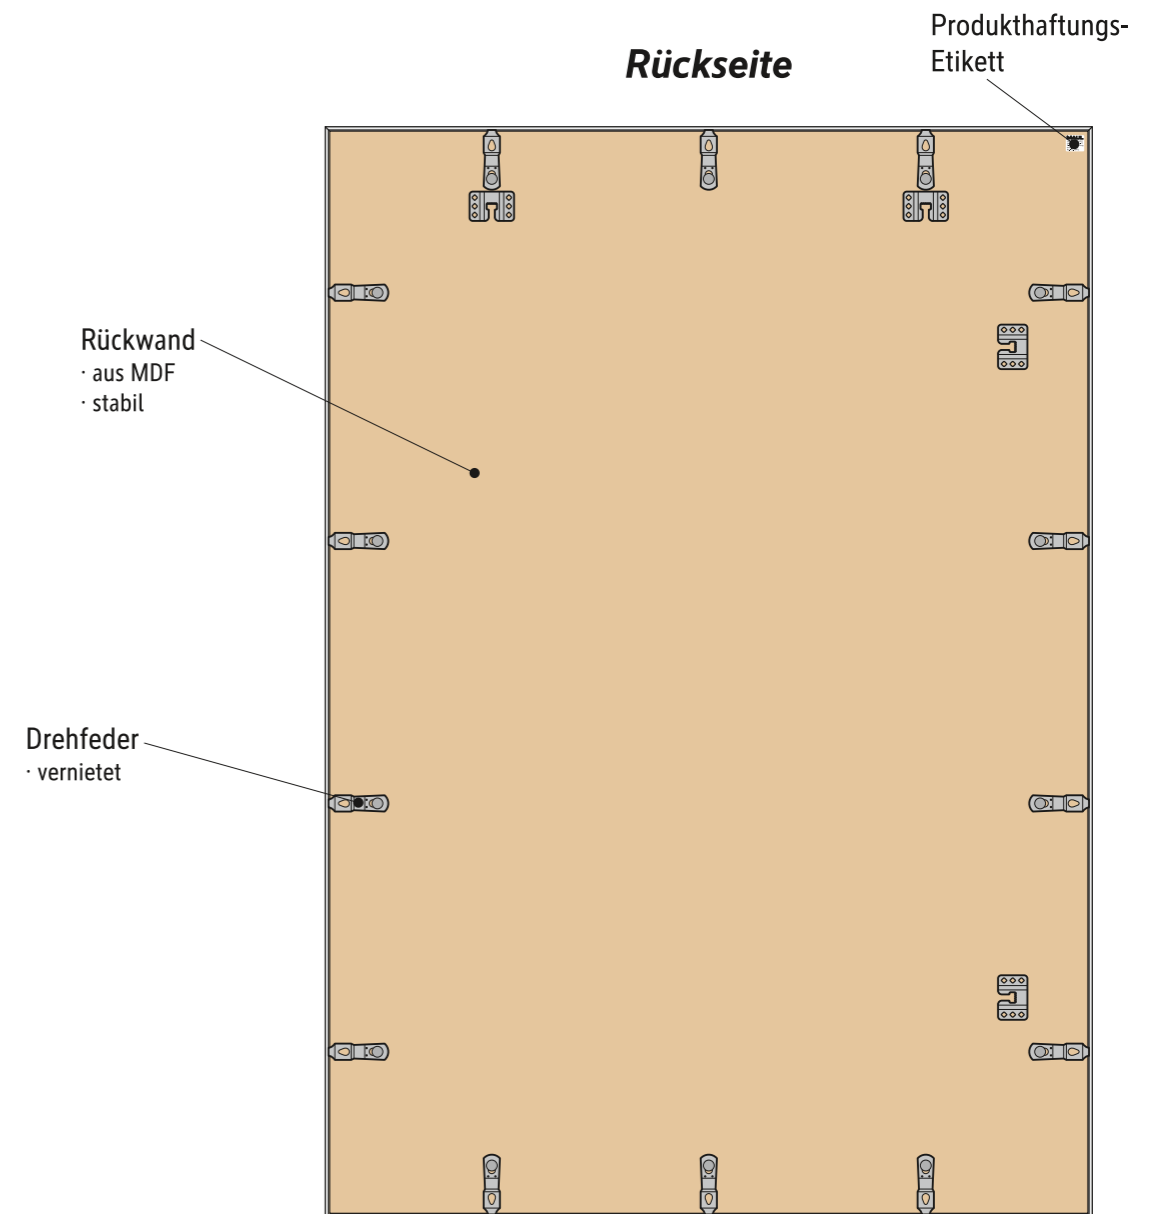 Rückseite
Produkthaftungs-
Etikett
Rückwand
· aus MDF
· stabil
Drehfeder
· vernietet